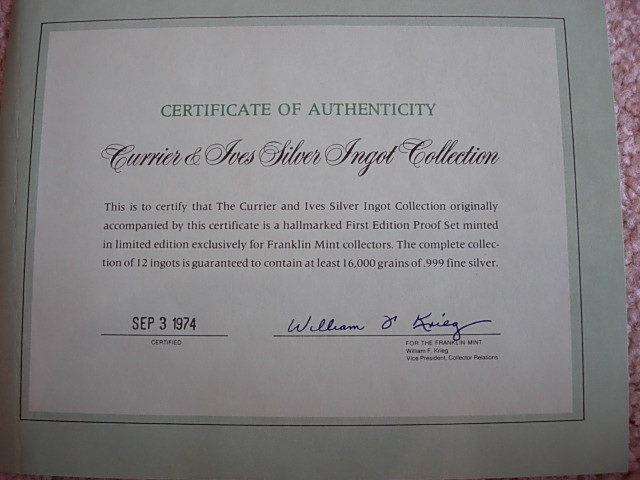 CERTIFICATE OF AUTHENTICITY
Currier & Ives Silver Ingot Collection
This is to certify that The Currier and Ives Silver Ingot Collection originally
accompanied by this certificate is a hallmarked First Edition Proof Set minted
in limited edition exclusively for Franklin Mint collectors. The complete collec-
tion of 12 ingots is guaranteed to contain at least 16,000 grains of .999 fine silver.
SEP 3 1974
CERTIFIED
William F Krieg
FOR THE FRANKLIN MINT
William F. Krieg
Vice President, Collector Relations